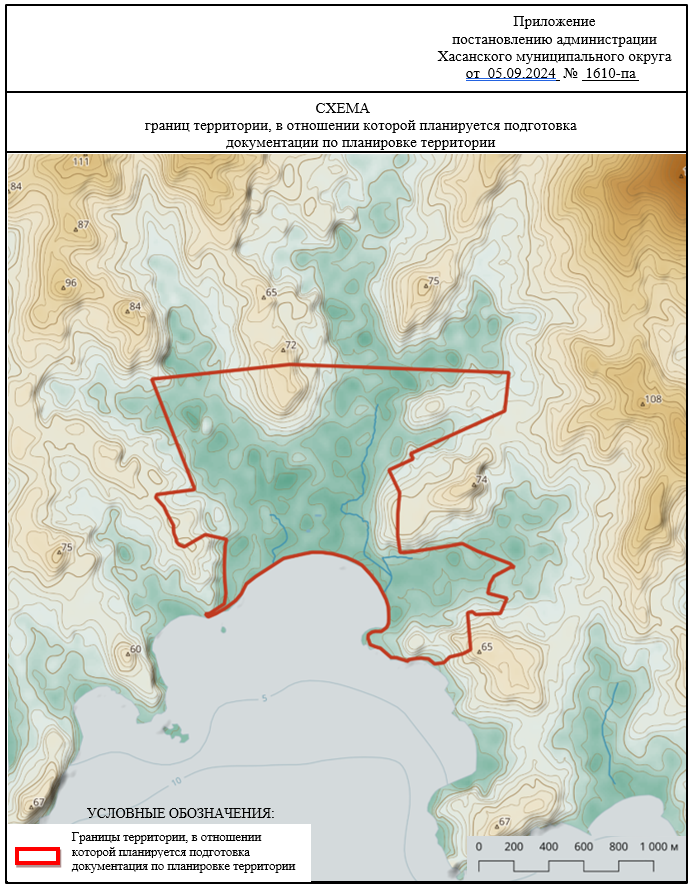 Приложение
постановлению администрации
Хасанского муниципального округа
от 05.09.2024 № 1610-па
СХЕМА
границ территории, в отношении которой планируется подготовка
документации по планировке территории
111
84
87
96
84
65
75
72
108
74
75
60
65
5
10
67
67
УСЛОВНЫЕ ОБОЗНАЧЕНИЯ:
Границы территории, в отношении
которой планируется подготовка
документация по планировке территории
0 200 400 600 800 1 000 м